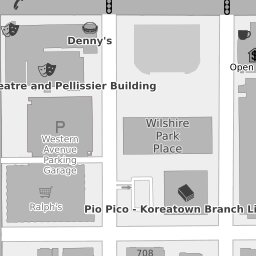 Denny's
Open
eatre and Pellissier Building
P
Wilshire
Park
Place
Western
Avenue
Parking
Garage
Ralph's
Pio Pico - Koreatown Branch Li
708